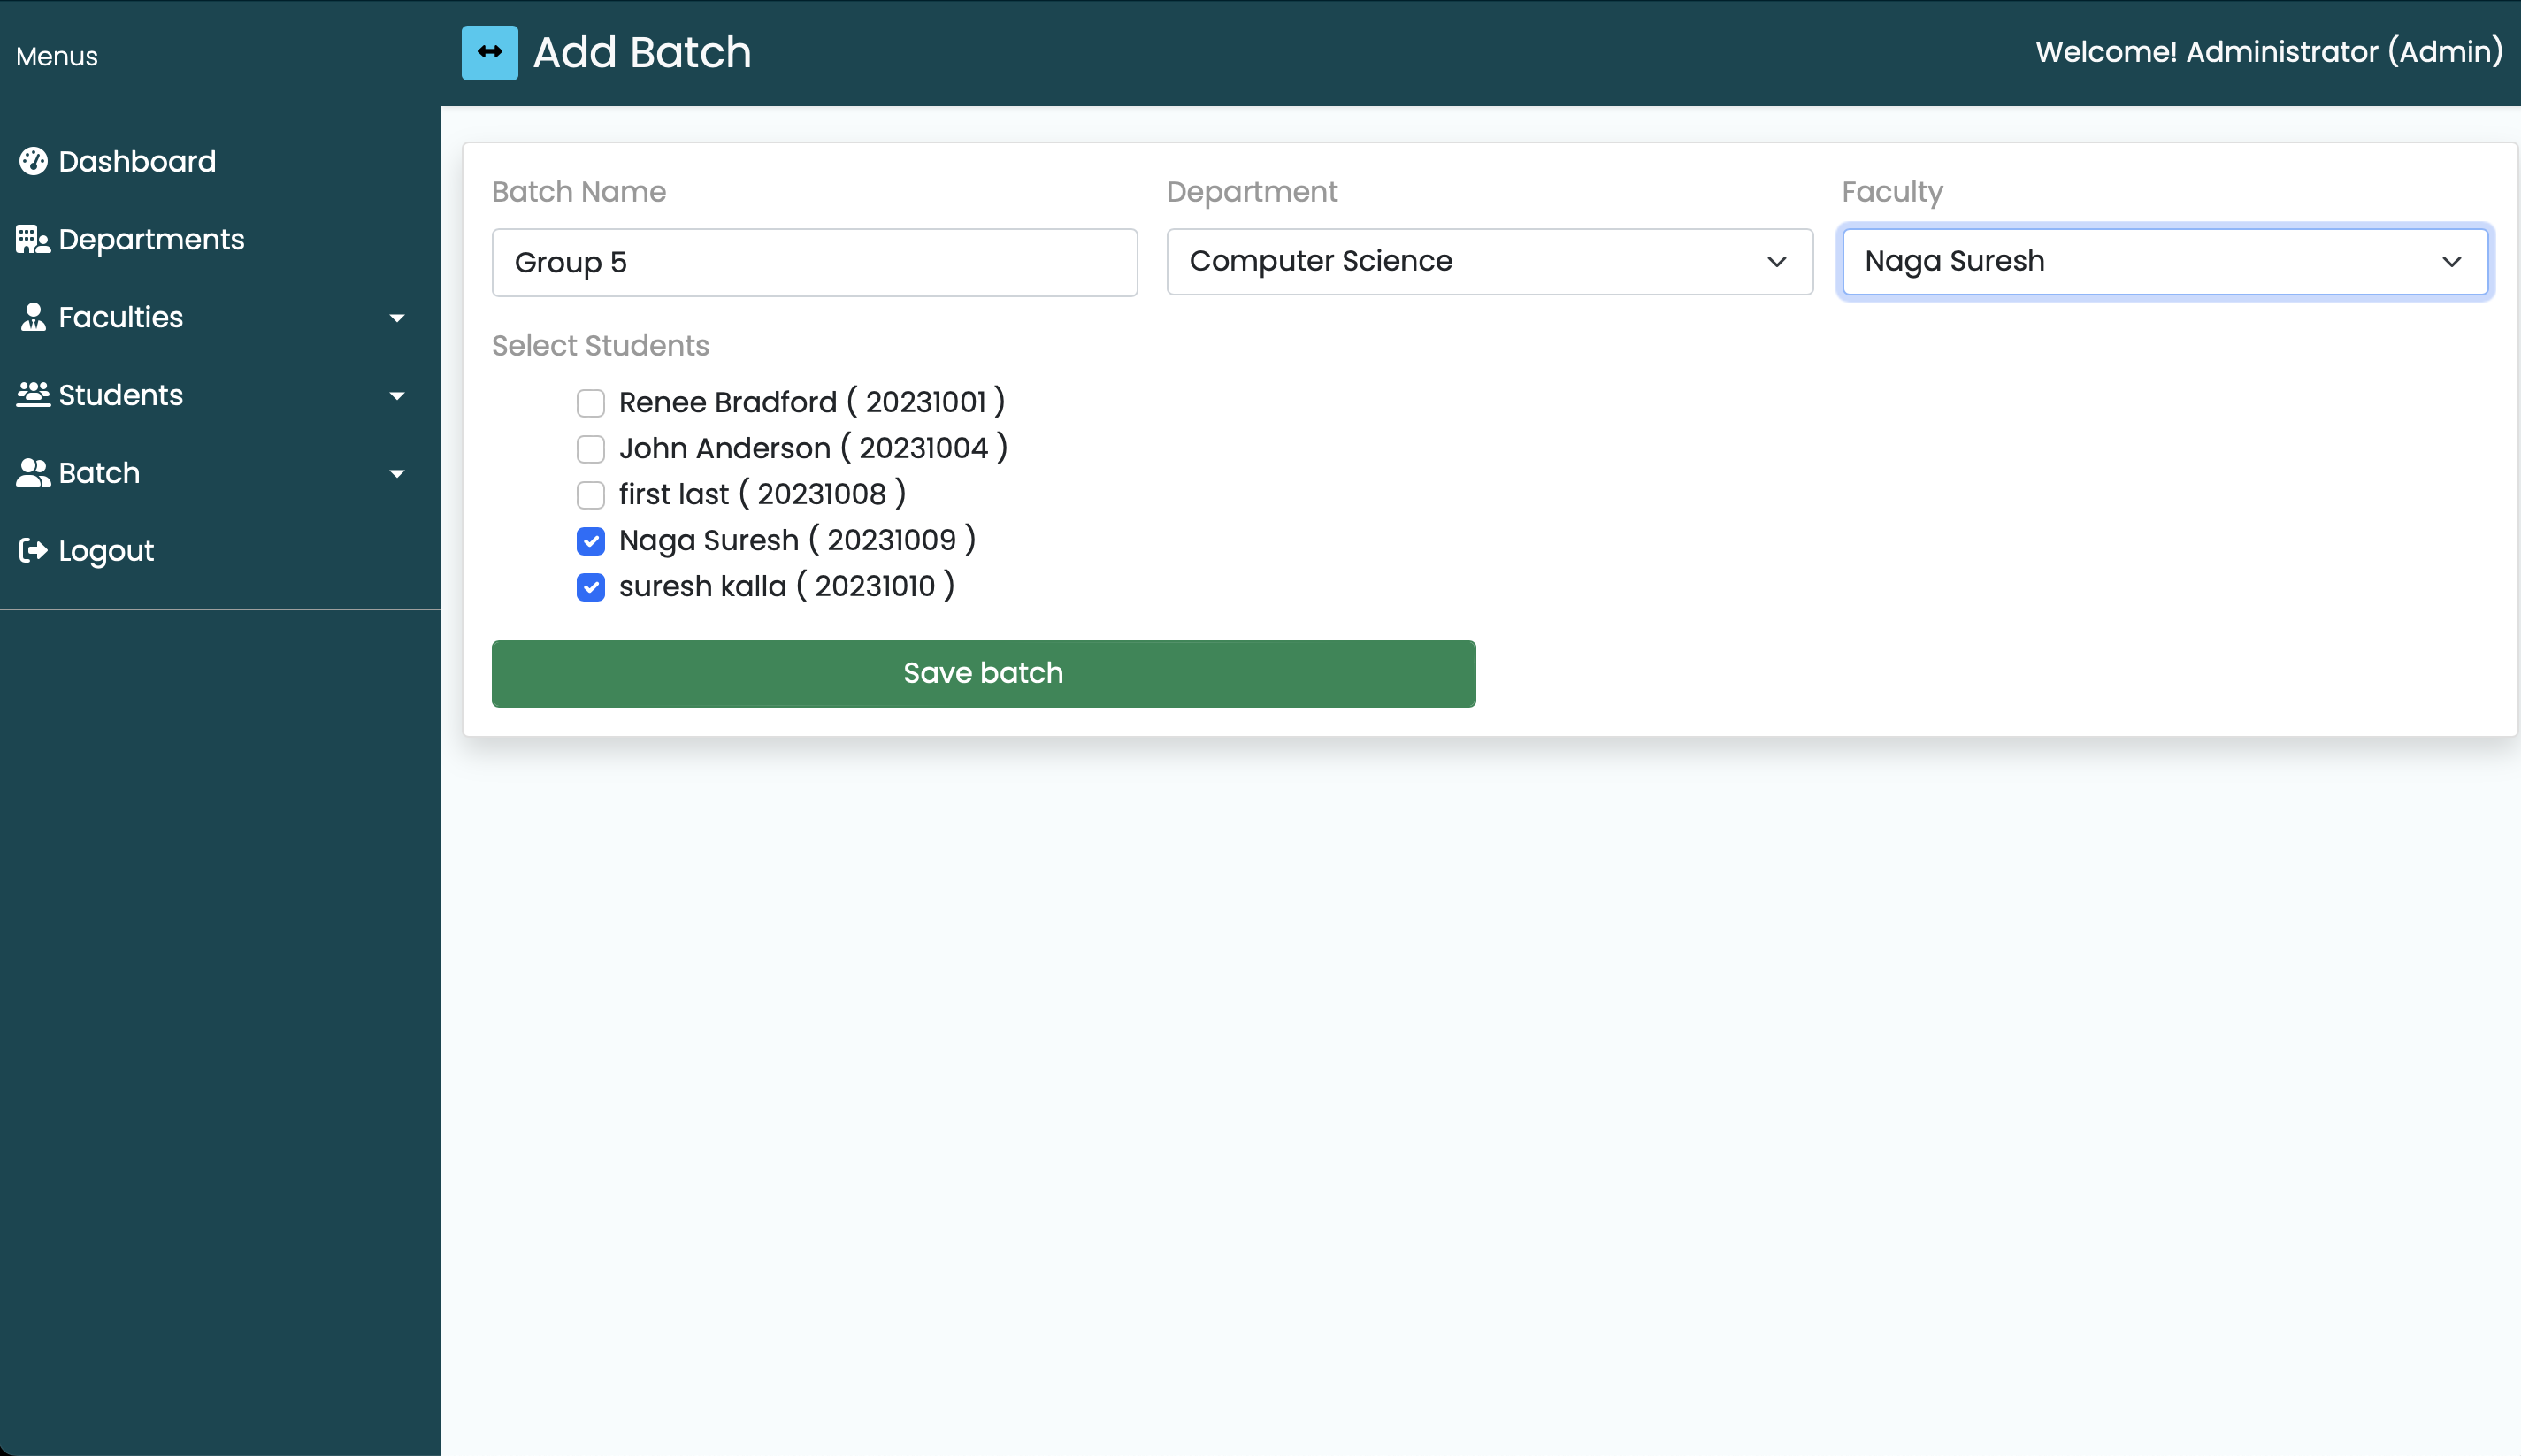 Menus
Dashboard
Departments
Faculties
Students
Batch
Logout
Add Batch
Welcome! Administrator (Admin)
Batch Name
Department
Faculty
Group 5
Computer Science
Naga Suresh
Select Students
Renee Bradford ( 20231001 )
John Anderson ( 20231004 )
first last ( 20231008 )
Naga Suresh ( 20231009 )
suresh kalla ( 20231010 )
Save batch